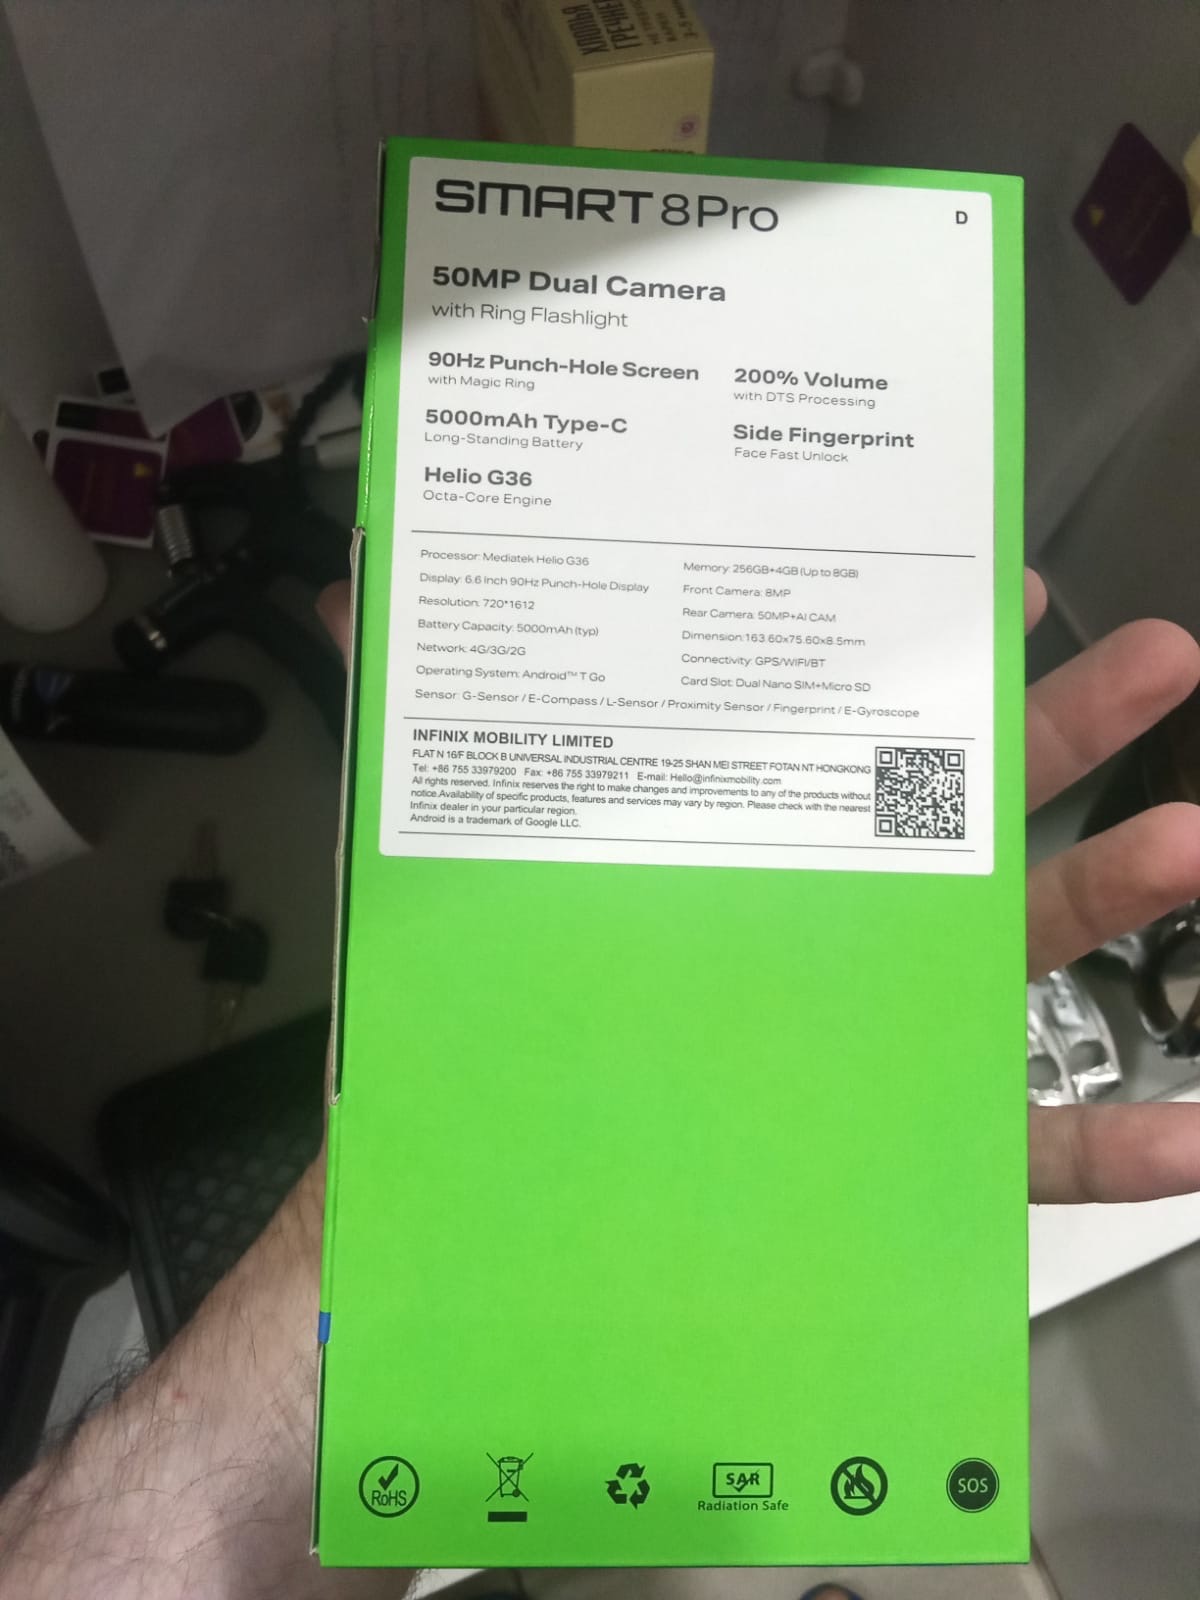 ХЛОПЬЯ
ГРЕЧНЕ
SMART 8Pro
D
50MP Dual Camera
with Ring Flashlight
90Hz Punch-Hole Screen
with Magic Ring
200% Volume
with DTS Processing
5000mAh Type-C
Long-Standing Battery
Side Fingerprint
Face Fast Unlock
Helio G36
Octa-Core Engine
Processor: Mediatek Helio G36
Display: 6.6 inch 90Hz Punch-Hole Display
Resolution: 720*1612
Battery Capacity: 5000mAh (typ)
Network: 4G/3G/2G
Operating System: Android™ T Go
Memory: 256GB+4GB (Up to 8GB)
Front Camera: 8MP
Rear Camera: 50MP+AI CAM
Dimension:163.60x75.60x8.5mm
Connectivity: GPS/WIFI/BT
Card Slot: Dual Nano SIM+Micro SD
Sensor: G-Sensor / E-Compass / L-Sensor / Proximity Sensor / Fingerprint / E-Gyroscope
INFINIX MOBILITY LIMITED
FLAT N 16/F BLOCK B UNIVERSAL INDUSTRIAL CENTRE 19-25 SHAN MEI STREET FOTAN NT HONGKONG
Tel: +86 755 33979200 Fax: +86 755 33979211 E-mail: Hello@infinixmobility.com
All rights reserved. Infinix reserves the right to make changes and improvements to any of the products without
notice.Availability of specific products, features and services may vary by region. Please check with the nearest
Infinix dealer in your particular region.
Android is a trademark of Google LLC.
RoHS
SAR
Radiation Safe
SOS